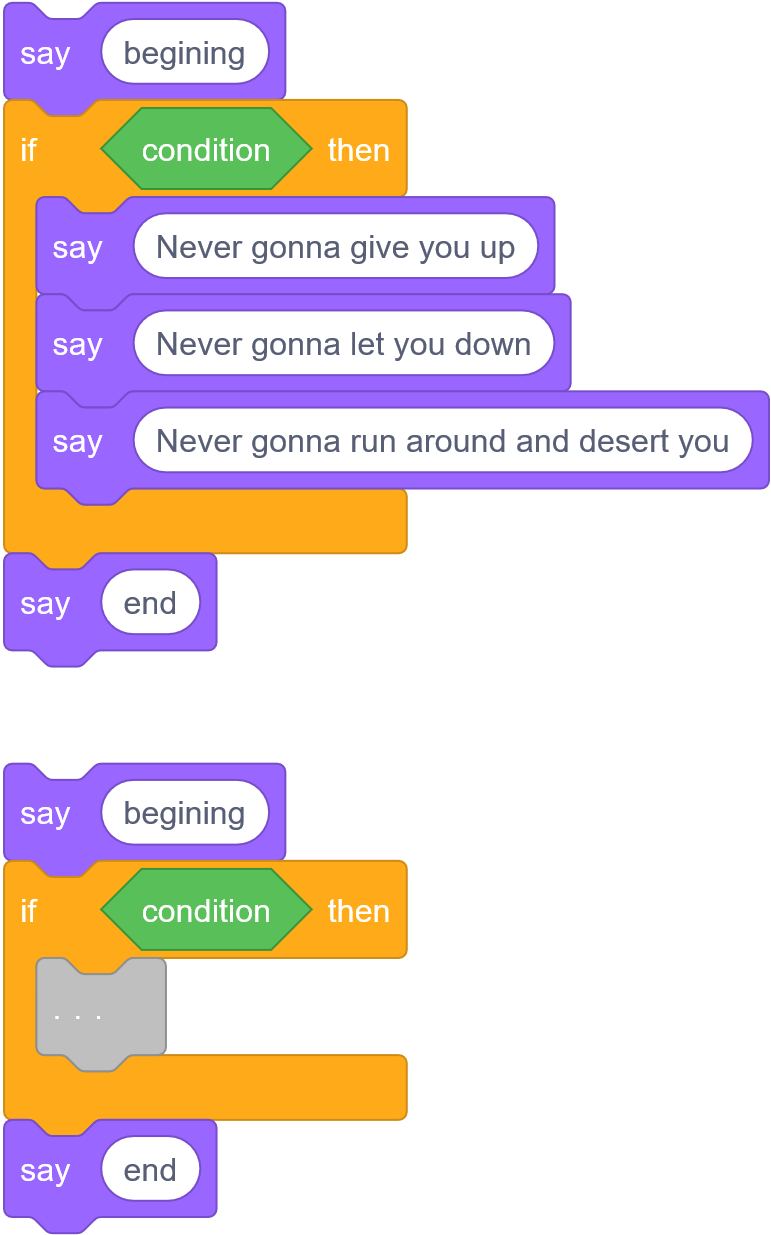 say begining
if condition then
say Never gonna give you up
say Never gonna let you down
say Never gonna run around and desert you
say end
say begining
if condition then
. . .
say end